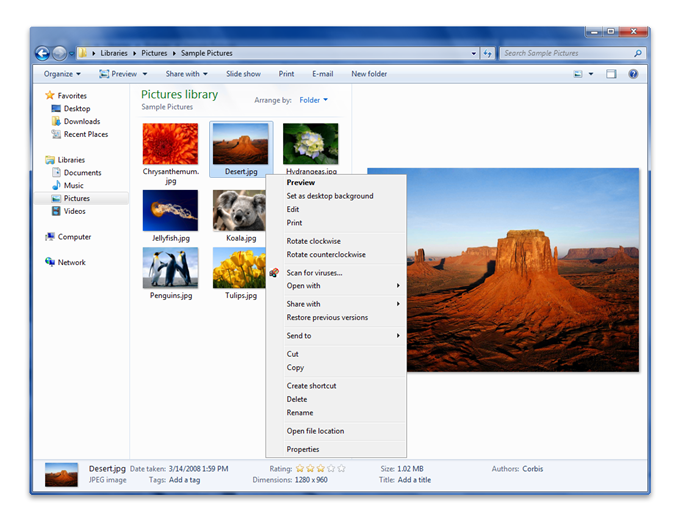 Libraries Pictures Sample Pictures
Search Sample Pictures
Organize Preview Share with Slide show Print E-mail New folder
Favorites
Desktop
Downloads
Recent Places
Libraries
Documents
Music
Pictures
Videos
Computer
Network
Pictures library
Sample Pictures
Arrange by: Folder
Chrysanthemum.
jpg
Desert.jpg
Hydrangeas.jpg
Jellyfish.jpg
Koala.jpg
Penguins.jpg
Tulips.jpg
Preview
Set as desktop background
Edit
Print
Rotate clockwise
Rotate counterclockwise
Scan for viruses...
Open with
Share with
Restore previous versions
Send to
Cut
Copy
Create shortcut
Delete
Rename
Open file location
Properties
Desert.jpg Date taken: 3/14/2008 1:59 PM Rating: Size: 1.02 MB Authors: Corbis
JPEG image Tags: Add a tag Dimensions: 1280 x 960 Title: Add a title